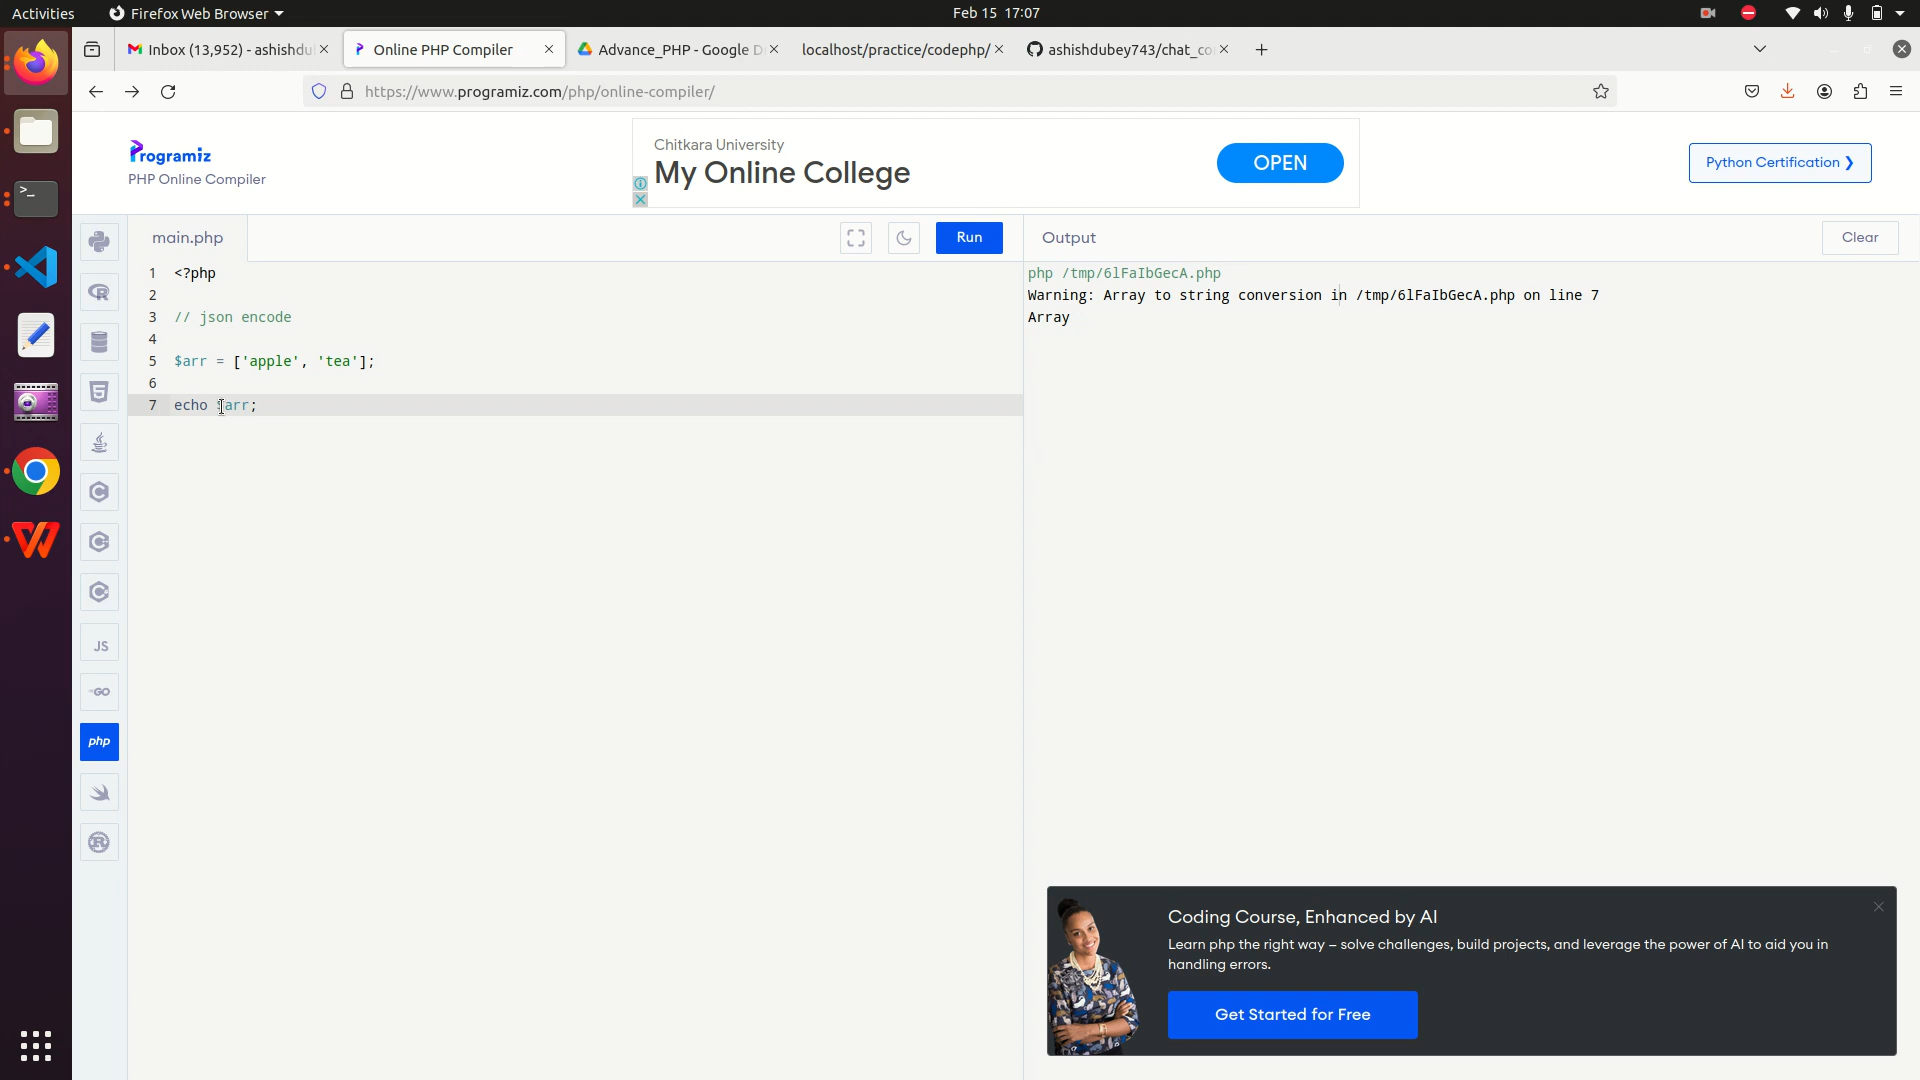 Activities
Firefox Web Browser
Feb 15 17:07
Inbox (13,952) - ashishdu
Online PHP Compiler
Advance_PHP - Google D
localhost/practice/codephp/
ashishdubey743/chat_co
https://www.programiz.com/php/online-compiler/
Programiz
PHP Online Compiler
Chitkara University
My Online College
OPEN
Python Certification ❯
main.php
Run
Output
Clear
1 <?php
2
3 // json encode
4
5 $arr = ['apple', 'tea'];
6
7 echo $arr;
php /tmp/6lFaIbGecA.php
Warning: Array to string conversion in /tmp/6lFaIbGecA.php on line 7
Array
JS
GO
php
Coding Course, Enhanced by AI
Learn php the right way – solve challenges, build projects, and leverage the power of AI to aid you in
handling errors.
Get Started for Free